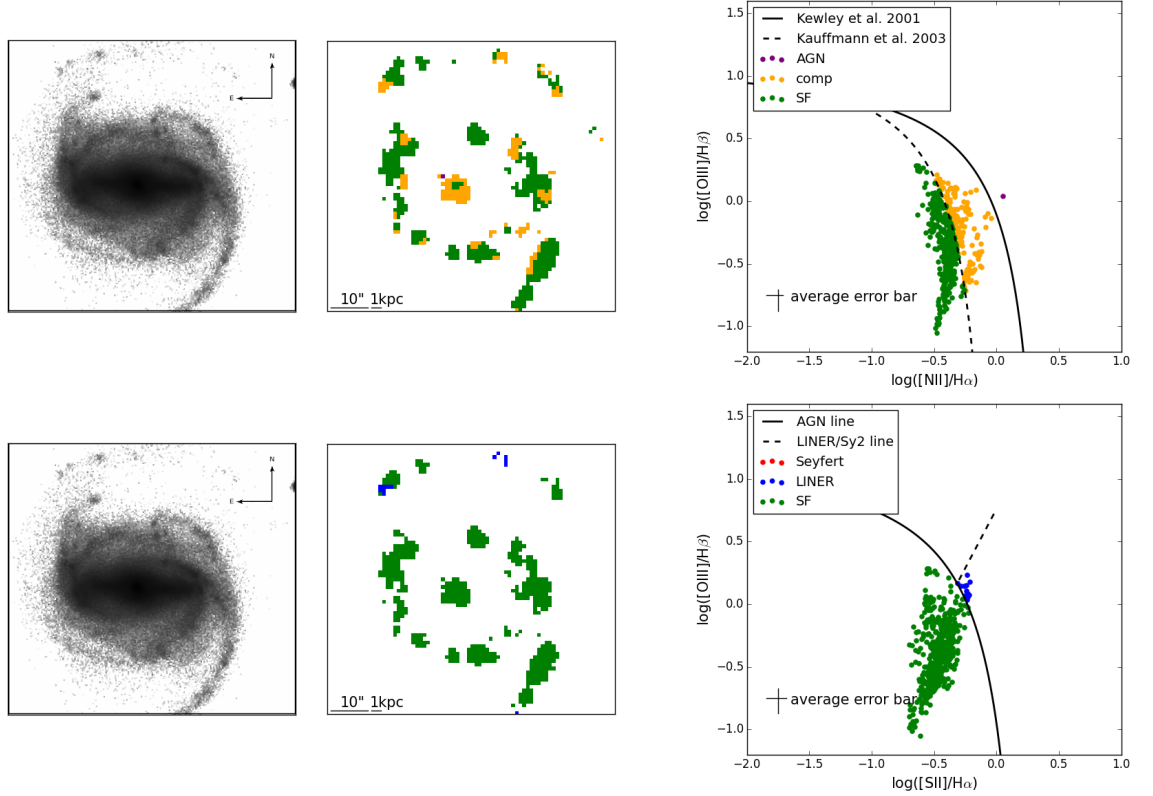 N
E
10" 1kpc
1.5
1.0
0.5
0.0
−0.5
−1.0
log([OIII]/Hβ)
Kewley et al. 2001
Kauffmann et al. 2003
AGN
comp
SF
average error bar
−2.0 −1.5 −1.0 −0.5 0.0 0.5 1.0
log([NII]/Hα)
N
E
10" 1kpc
1.5
1.0
0.5
0.0
−0.5
−1.0
log([OIII]/Hβ)
AGN line
LINER/Sy2 line
Seyfert
LINER
SF
average error bar
−2.0 −1.5 −1.0 −0.5 0.0 0.5 1.0
log([SII]/Hα)